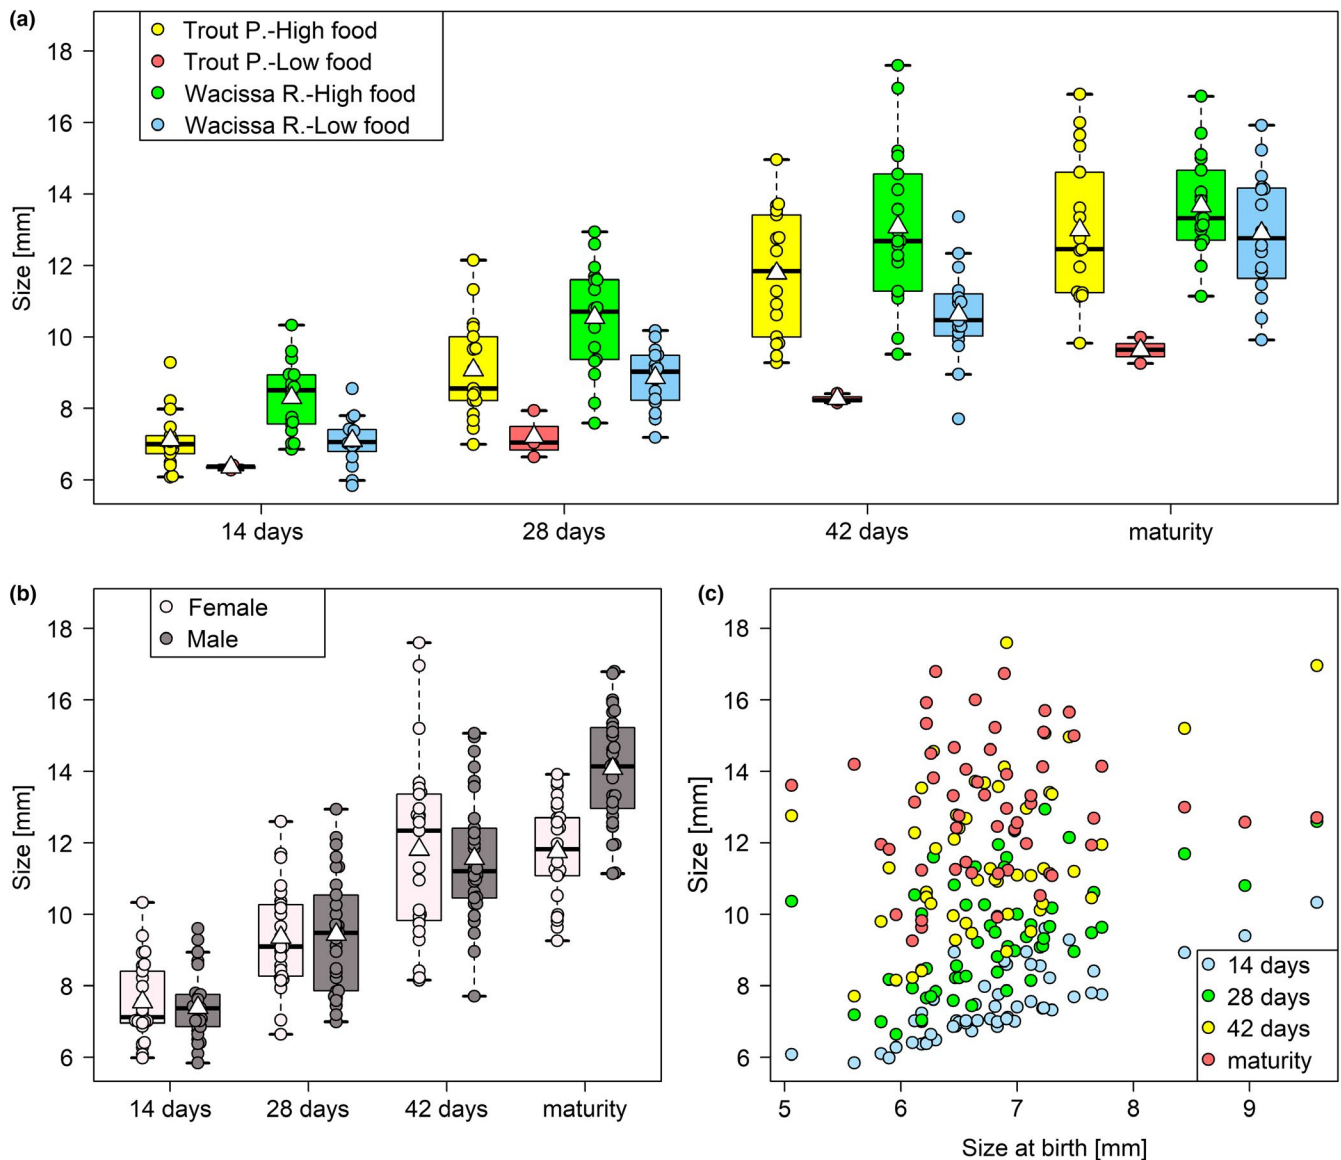 (a)
Trout P.-High food
Trout P.-Low food
Wacissa R.-High food
Wacissa R.-Low food
18
16
14
12
10
8
6
Size [mm]
14 days
28 days
42 days
maturity
(b)
Female
Male
18
16
14
12
10
8
6
Size [mm]
14 days
28 days
42 days
maturity
(c)
18
16
14
12
10
8
6
Size [mm]
14 days
28 days
42 days
maturity
5
6
7
8
9
Size at birth [mm]